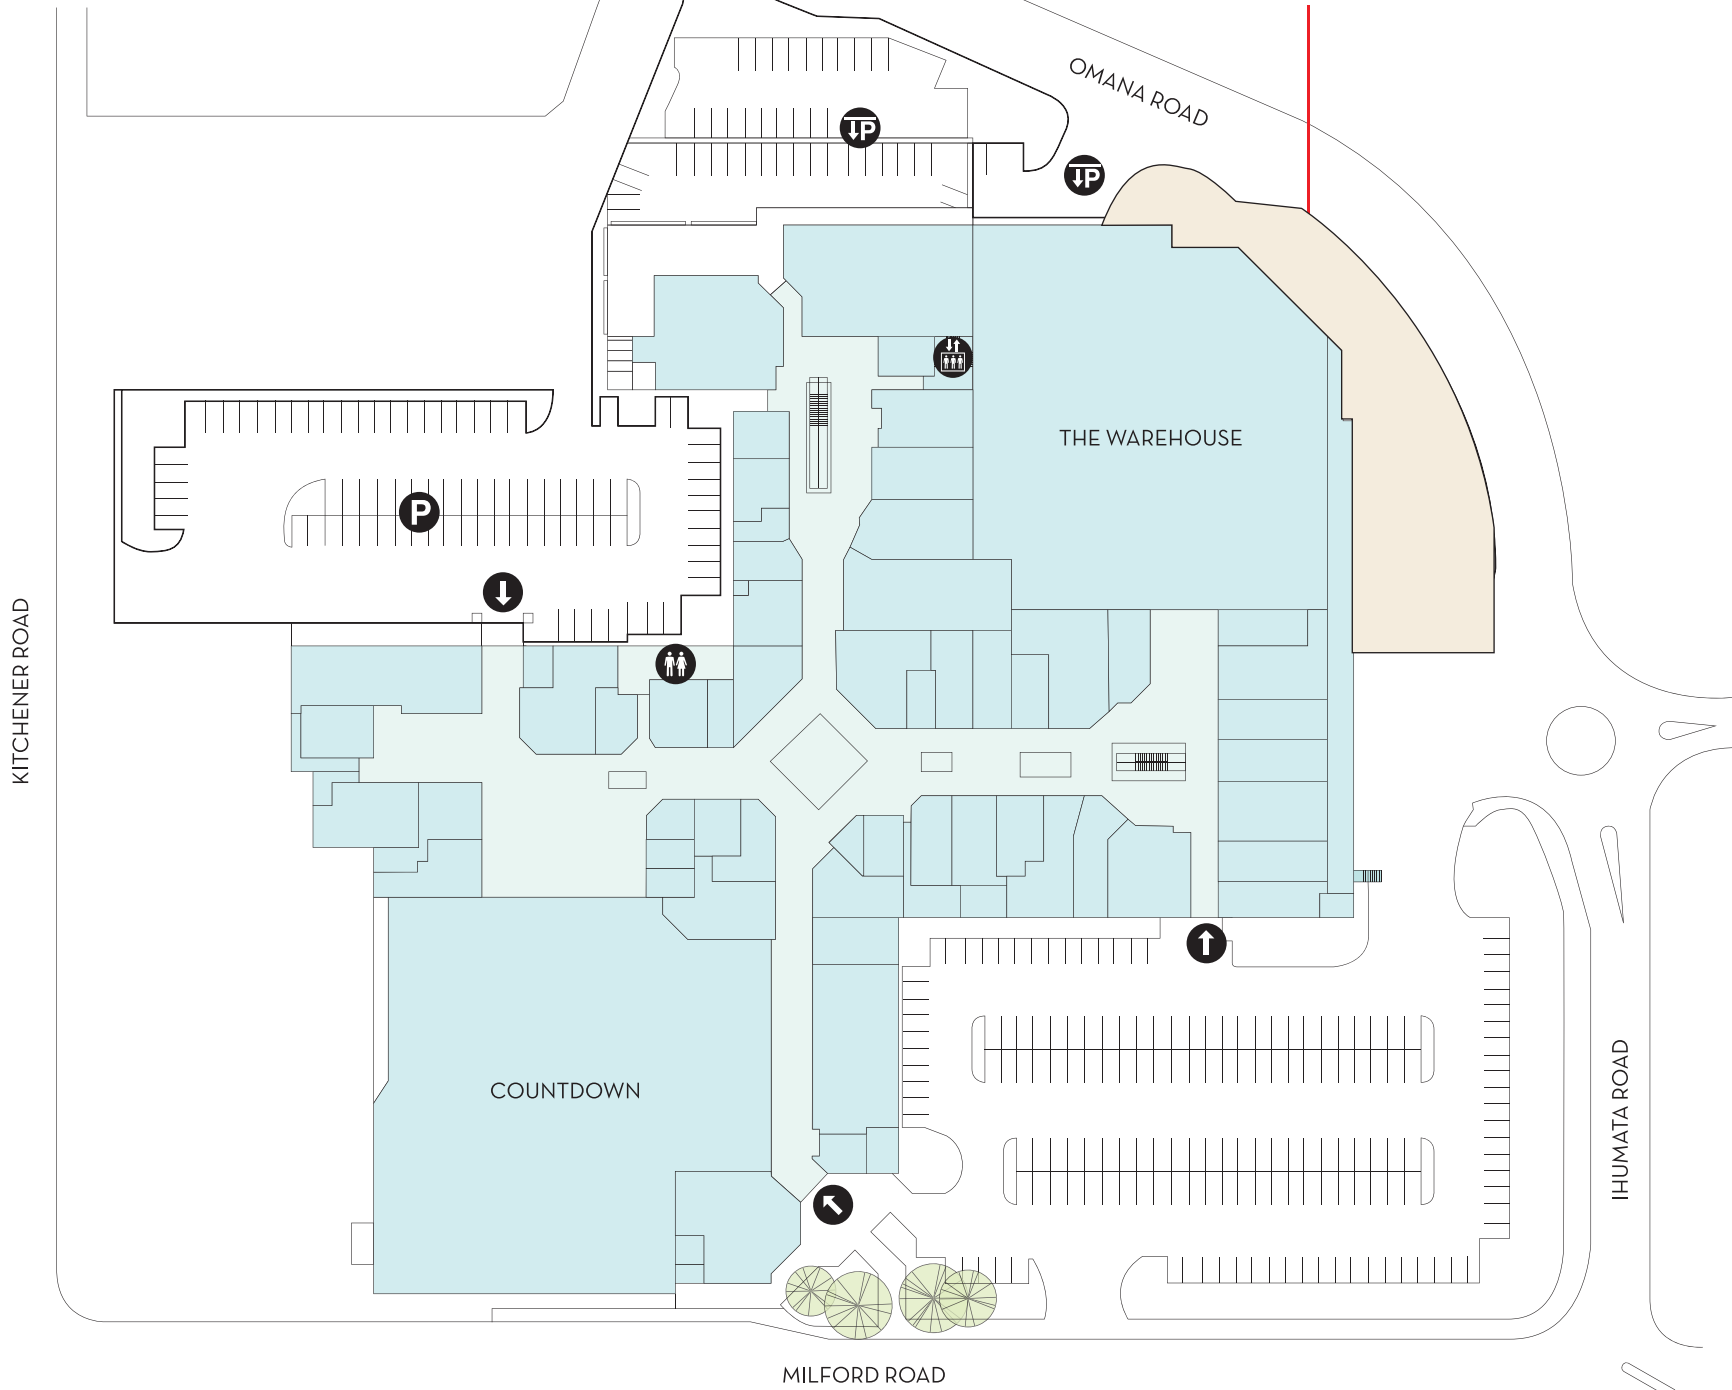 OMANA ROAD
P
P
THE WAREHOUSE
P
KITCHENER ROAD
COUNTDOWN
IHUMATA ROAD
MILFORD ROAD